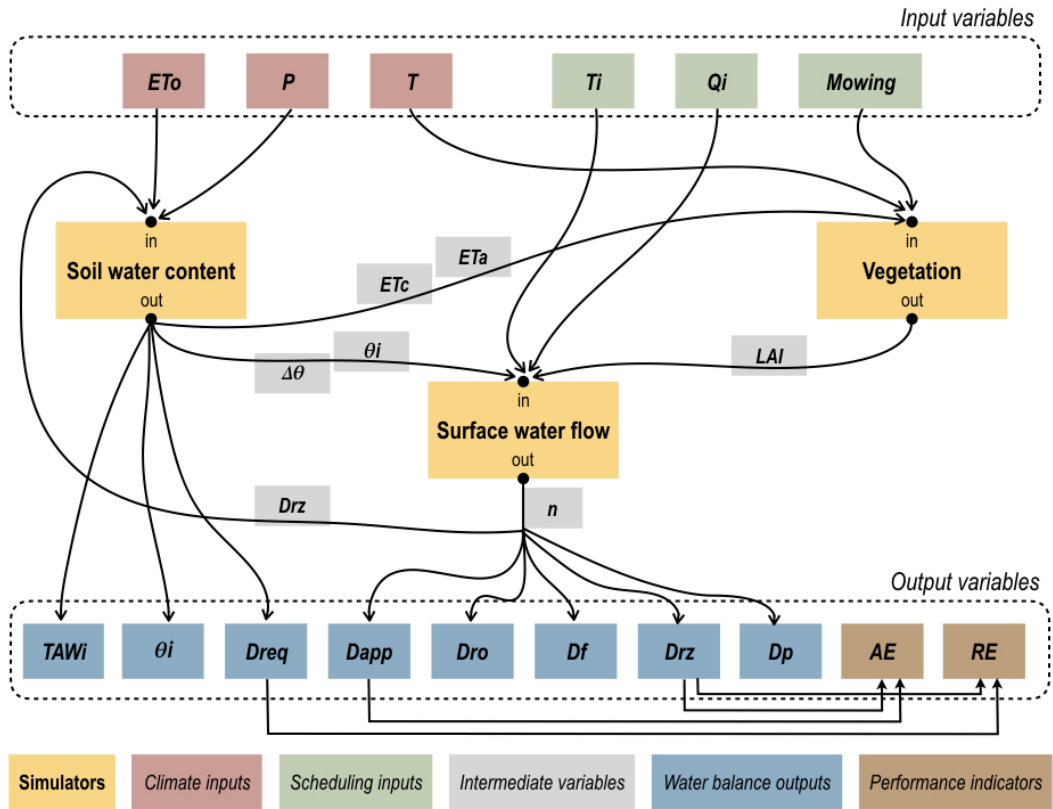 Input variables
ETo
P
T
Ti
Qi
Mowing
in
Soil water content
out
in
Vegetation
out
ETa
ETc
θi
Δθ
LAI
in
Surface water flow
out
Drz
n
Output variables
TAWi
θi
Dreq
Dapp
Dro
Df
Drz
Dp
AE
RE
Simulators
Climate inputs
Scheduling inputs
Intermediate variables
Water balance outputs
Performance indicators